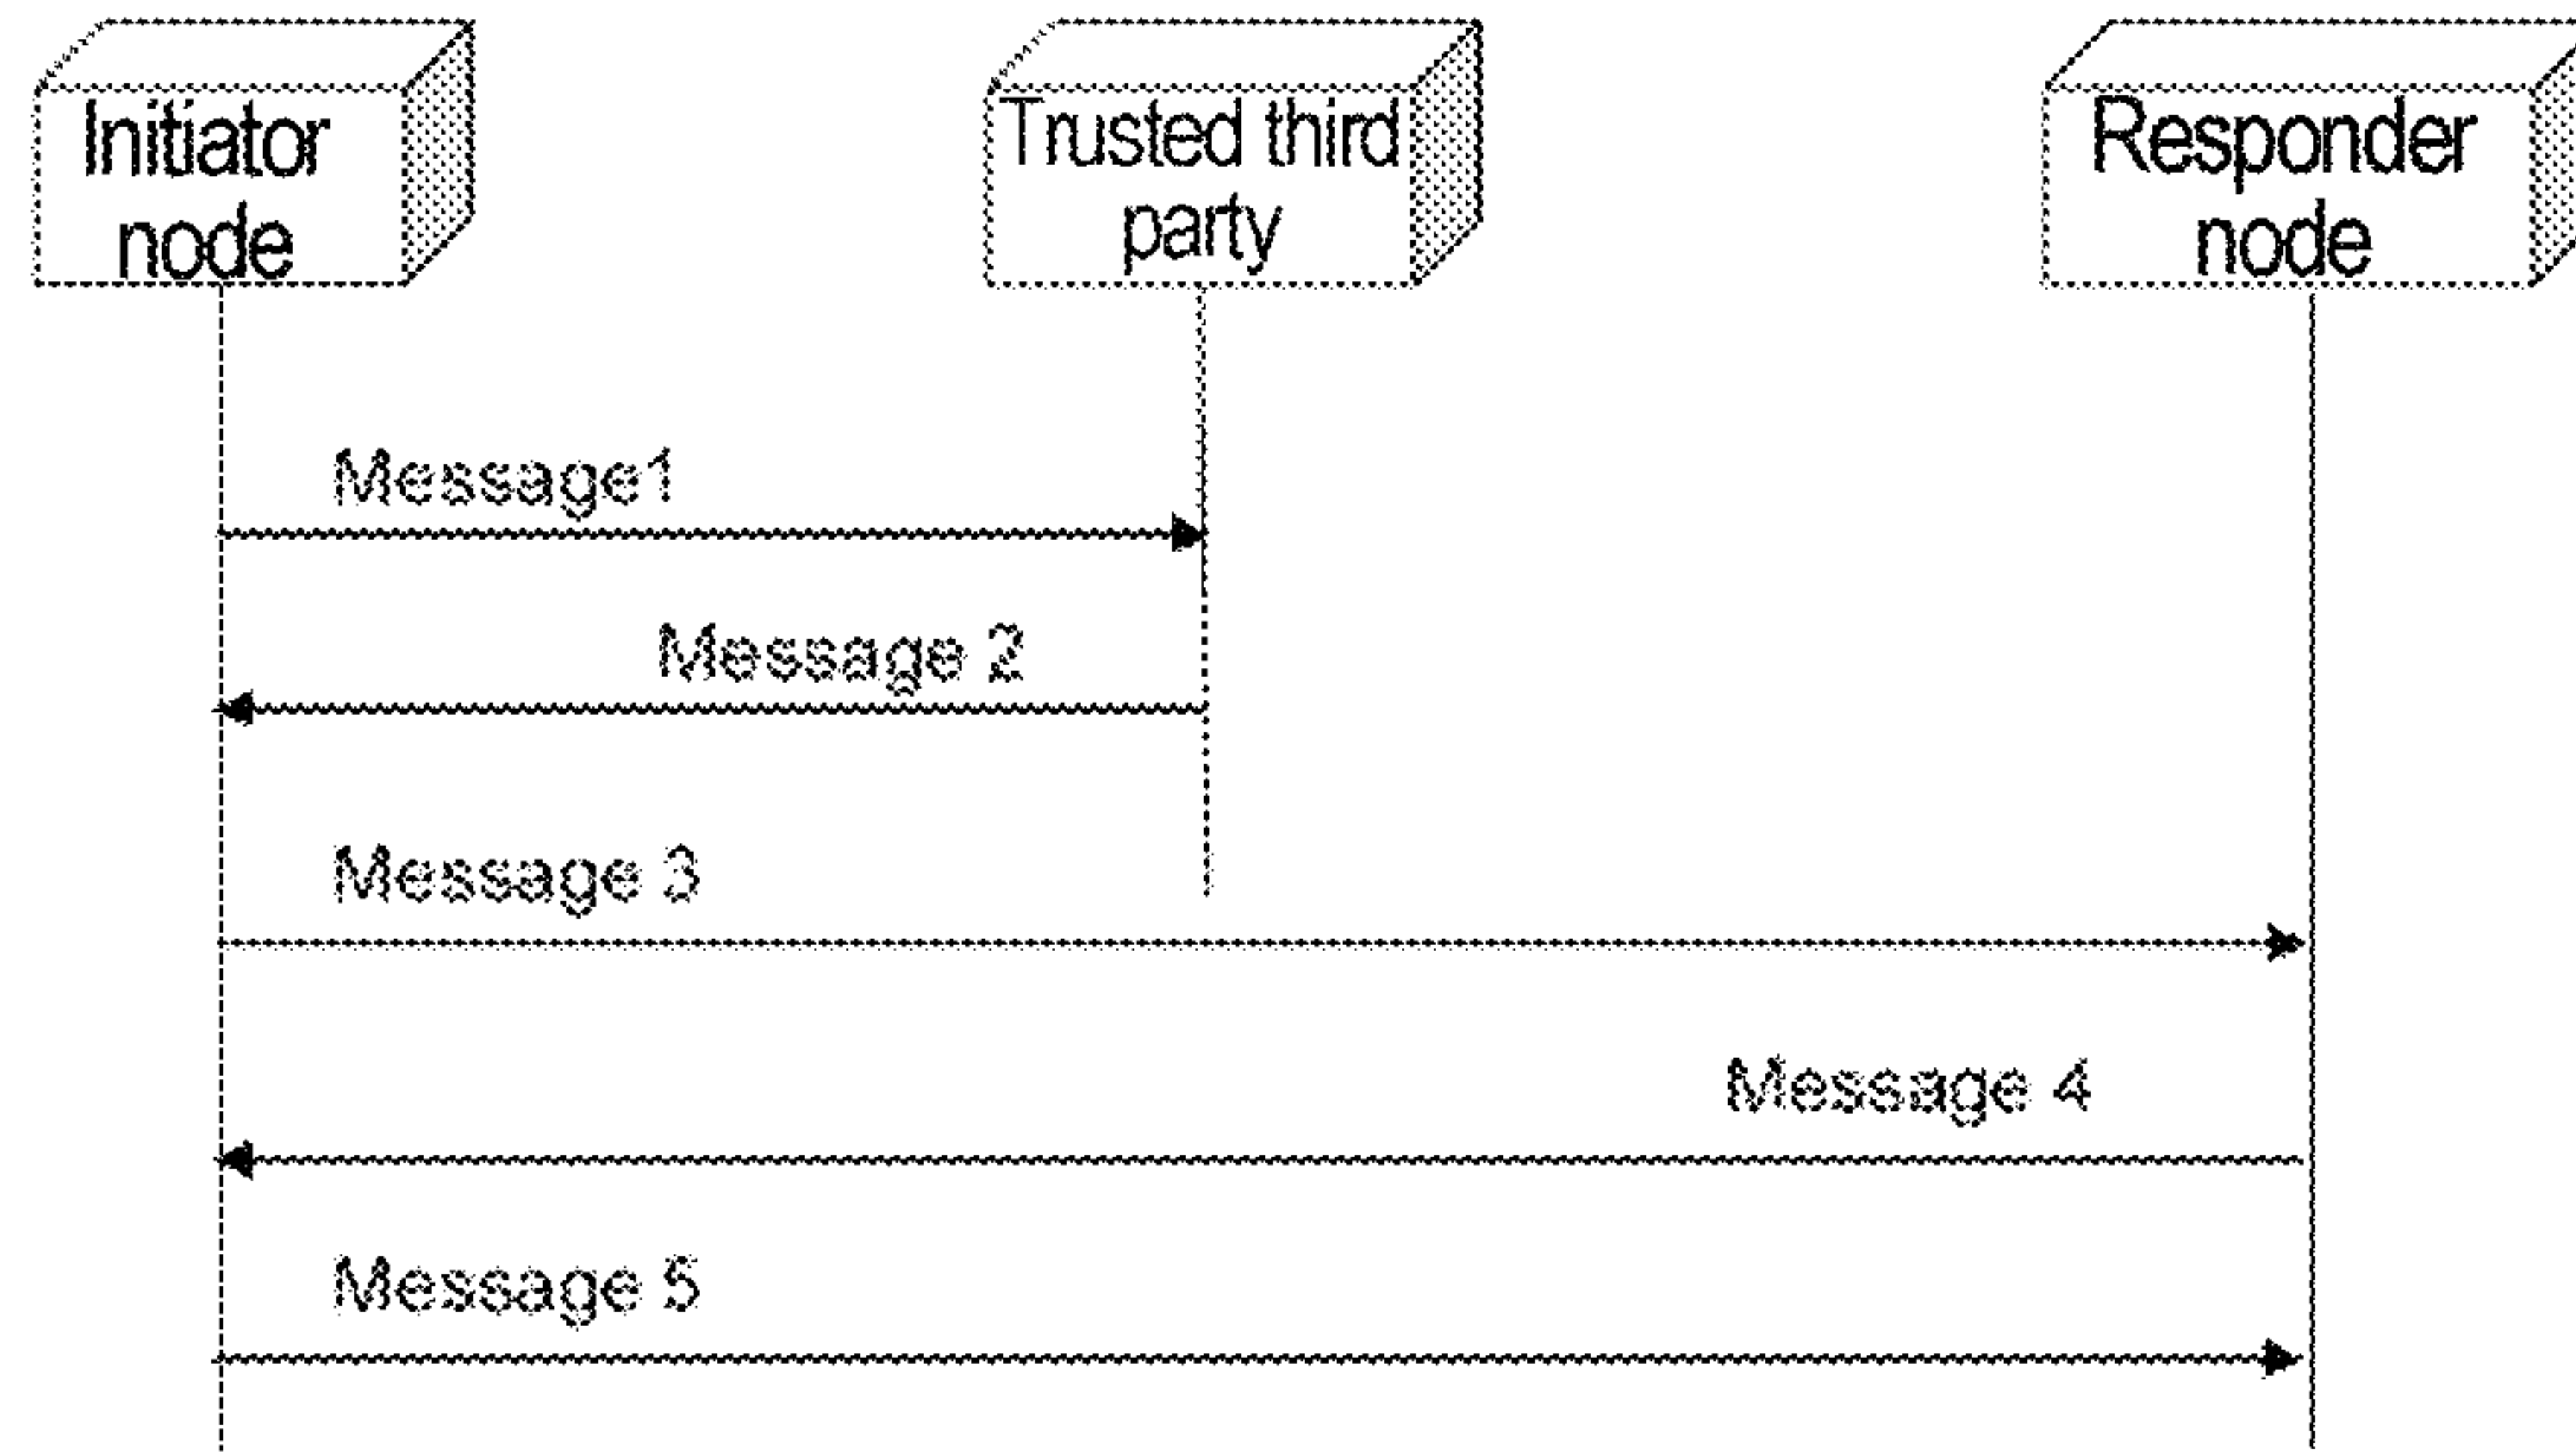 Initiator
node
Trusted third
party
Responder
node
Message1
Message 2
Message 3
Message 4
Message 5